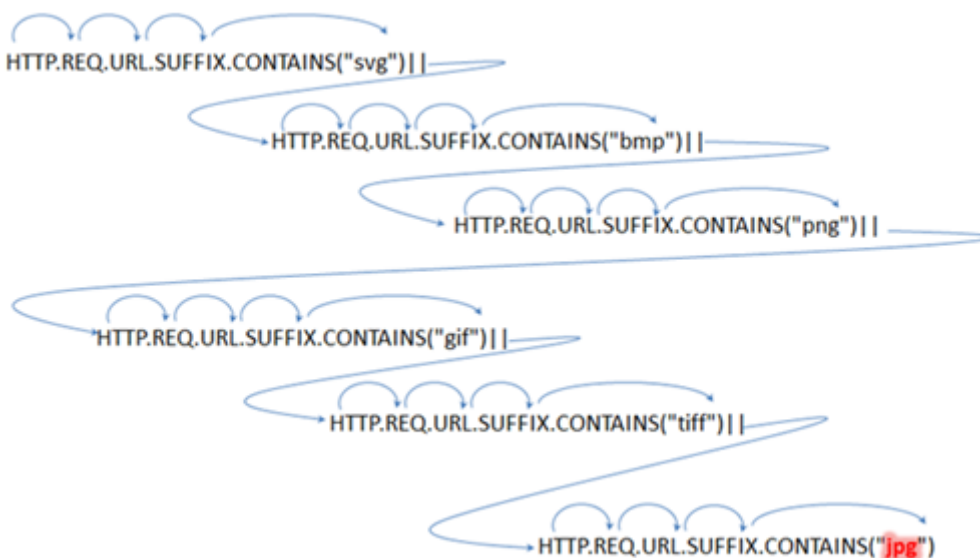 HTTP.REQ.URL.SUFFIX.CONTAINS("svg")||
HTTP.REQ.URL.SUFFIX.CONTAINS("bmp")||
HTTP.REQ.URL.SUFFIX.CONTAINS("png")||
HTTP.REQ.URL.SUFFIX.CONTAINS("gif")||
HTTP.REQ.URL.SUFFIX.CONTAINS("tiff")||
HTTP.REQ.URL.SUFFIX.CONTAINS("jpg")